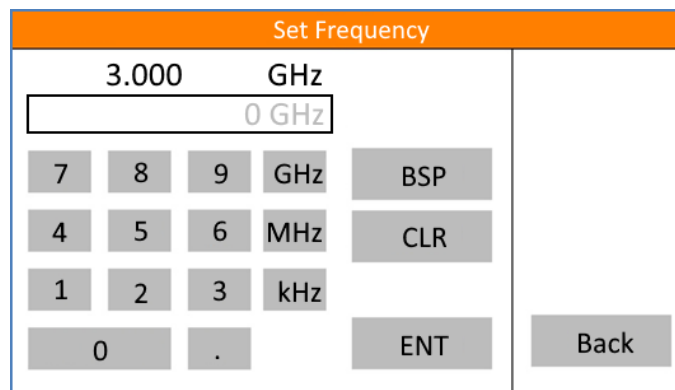 Set Frequency
3.000 GHz
0 GHz
7 8 9 GHz BSP
4 5 6 MHz CLR
1 2 3 kHz
0 . ENT Back